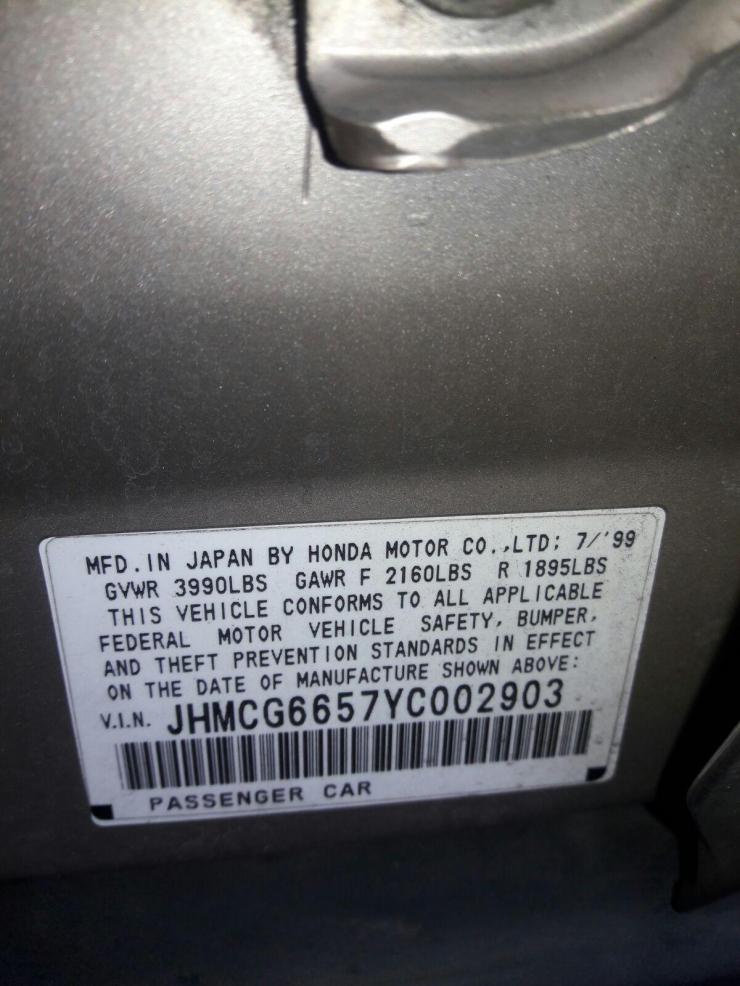 MFD. IN JAPAN BY HONDA MOTOR CO.,LTD; 7/'99
GVWR 3990LBS GAWR F 2160LBS R 1895LBS
THIS VEHICLE CONFORMS TO ALL APPLICABLE
FEDERAL MOTOR VEHICLE SAFETY, BUMPER,
AND THEFT PREVENTION STANDARDS IN EFFECT
ON THE DATE OF MANUFACTURE SHOWN ABOVE:
V.I.N. JHMCG6657YC002903
PASSENGER CAR